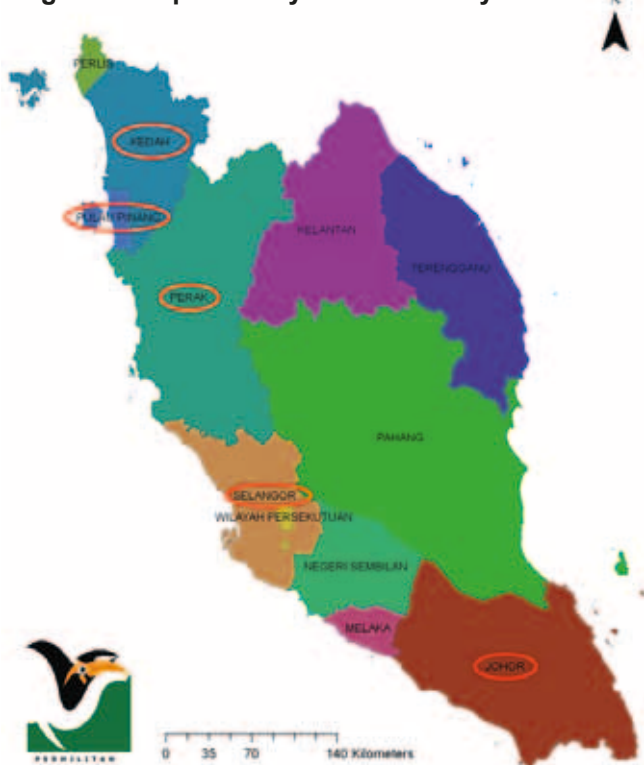 PERLIS
KEDAH
PULAU PINANG
PERAK
KELANTAN
TERENGGANU
PAHANG
SELANGOR
WILAYAH PERSEKUTUAN
NEGERI SEMBILAN
MELAKA
JOHOR
PERHILITAN
0 35 70 140 Kilometers